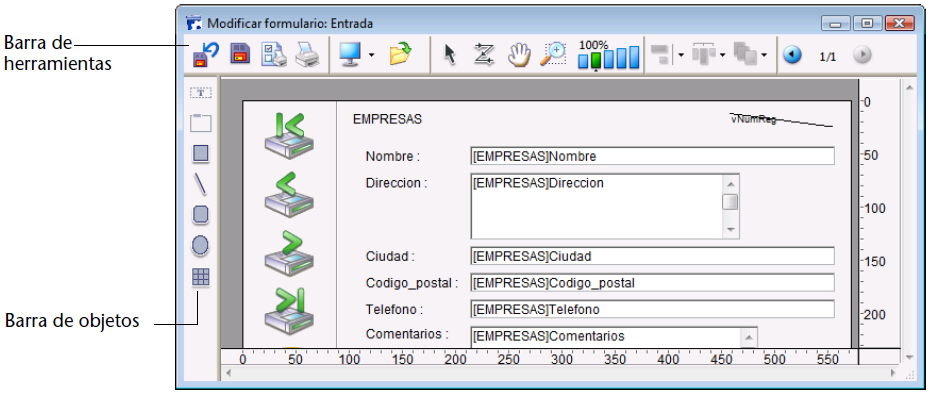 Modificar formulario: Entrada
Barra de
herramientas
100%
1/1
EMPRESAS
vNumReg
Nombre : [EMPRESAS]Nombre
Direccion : [EMPRESAS]Direccion
Ciudad : [EMPRESAS]Ciudad
Codigo_postal : [EMPRESAS]Codigo_postal
Telefono : [EMPRESAS]Telefono
Comentarios : [EMPRESAS]Comentarios
Barra de objetos
T
0
50
100
150
200
0 50 100 150 200 250 300 350 400 450 500 550